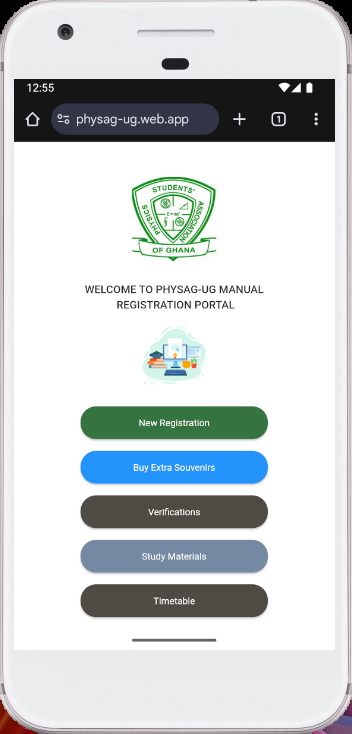 12:55
physag-ug.web.app
1
STUDENTS'
PHYSICS
ASSOCIATION
E=mc²
OF GHANA
WELCOME TO PHYSAG-UG MANUAL
REGISTRATION PORTAL
New Registration
Buy Extra Souvenirs
Verifications
Study Materials
Timetable